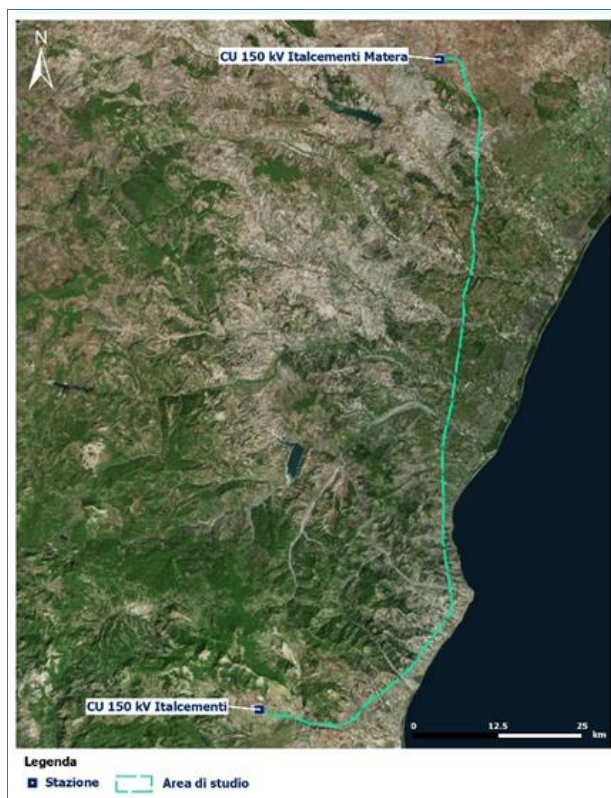 N
CU 150 kV Italcementi Matera
CU 150 kV Italcementi
0 12.5 25
km
Legenda
Stazione Area di studio